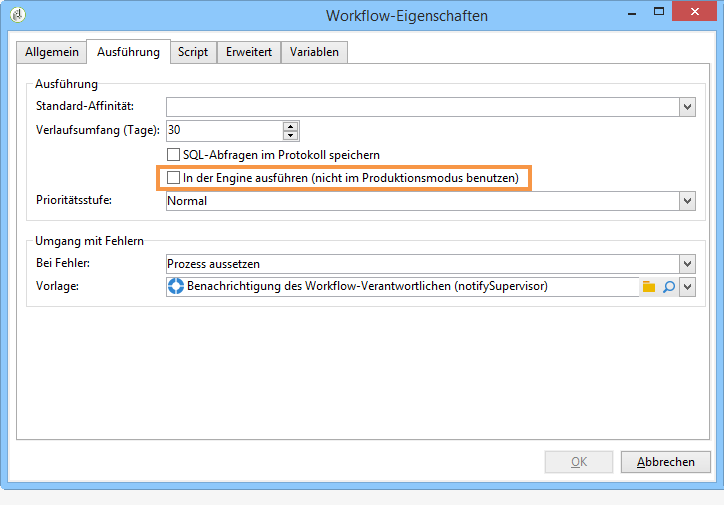 Workflow-Eigenschaften
Allgemein Ausführung Script Erweitert Variablen
Ausführung
Standard-Affinität:
Verlaufsumfang (Tage): 30
SQL-Abfragen im Protokoll speichern
In der Engine ausführen (nicht im Produktionsmodus benutzen)
Prioritätsstufe: Normal
Umgang mit Fehlern
Bei Fehler: Prozess aussetzen
Vorlage: Benachrichtigung des Workflow-Verantwortlichen (notifySupervisor)
OK Abbrechen